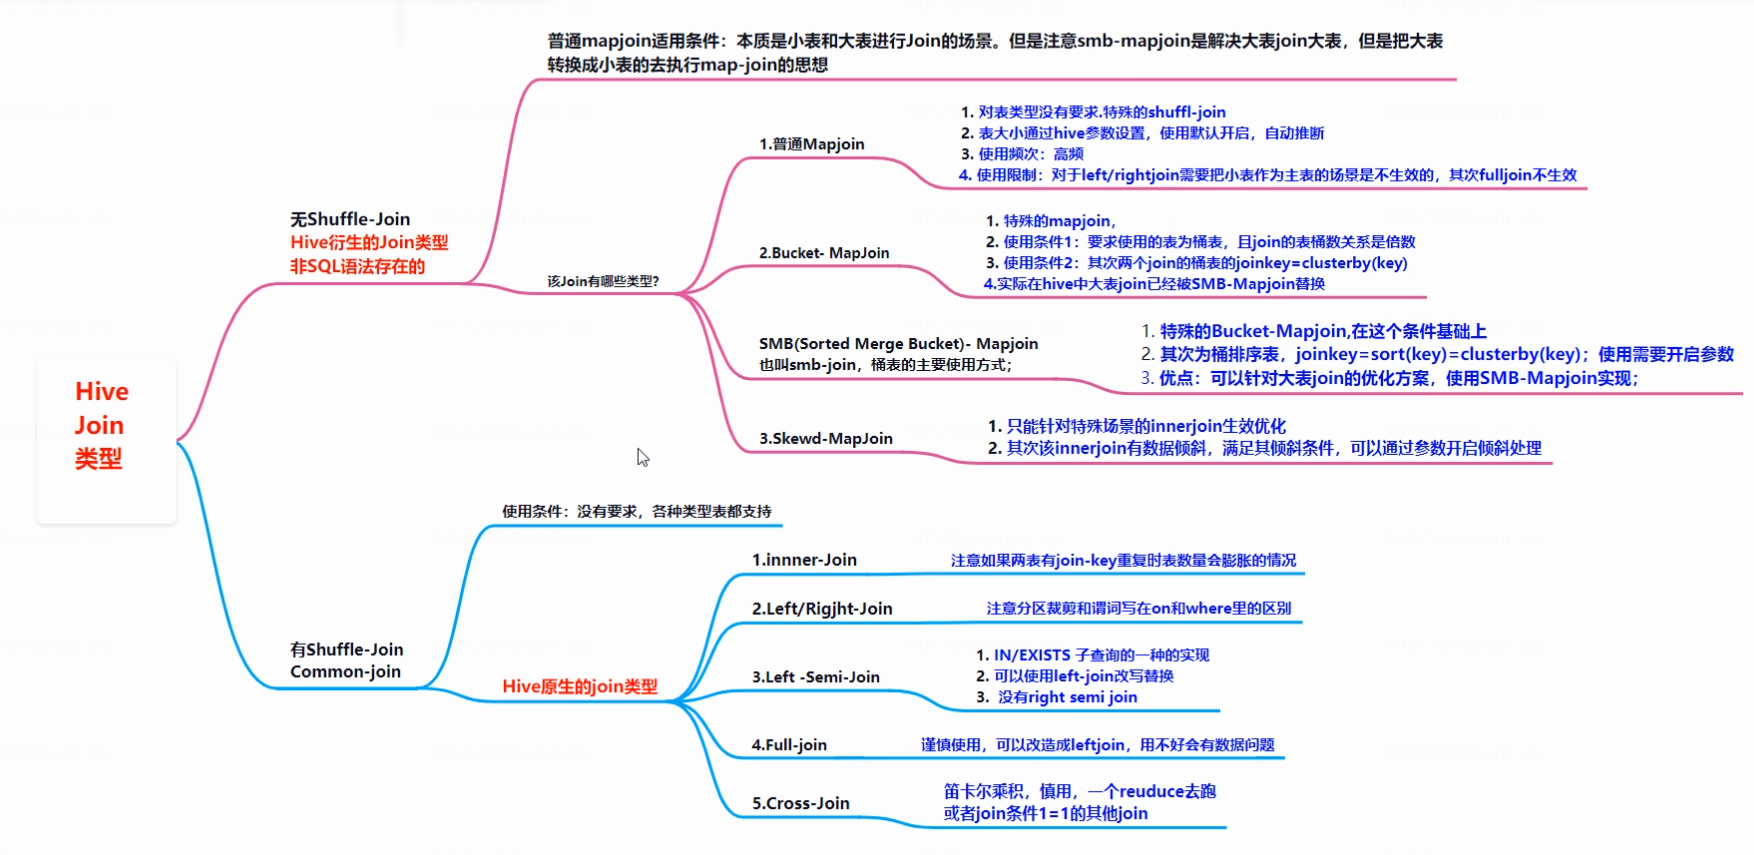 Hive
Join
类型
无Shuffle-Join
Hive衍生的Join类型
非SQL语法存在的
普通mapjoin适用条件：本质是小表和大表进行Join的场景。但是注意smb-mapjoin是解决大表join大表，但是把大表
转换成小表的去执行map-join的思想
该Join有哪些类型?
1.普通Mapjoin
1. 对表类型没有要求.特殊的shuffl-join
2. 表大小通过hive参数设置，使用默认开启，自动推断
3. 使用频次：高频
4. 使用限制：对于left/rightjoin需要把小表作为主表的场景是不生效的，其次fulljoin不生效
2.Bucket- MapJoin
1. 特殊的mapjoin，
2. 使用条件1：要求使用的表为桶表，且join的表桶数关系是倍数
3. 使用条件2：其次两个join的桶表的joinkey=clusterby(key)
4.实际在hive中大表join已经被SMB-Mapjoin替换
SMB(Sorted Merge Bucket)- Mapjoin
也叫smb-join，桶表的主要使用方式；
1. 特殊的Bucket-Mapjoin,在这个条件基础上
2. 其次为桶排序表，joinkey=sort(key)=clusterby(key)；使用需要开启参数
3. 优点：可以针对大表join的优化方案，使用SMB-Mapjoin实现；
3.Skewd-MapJoin
1. 只能针对特殊场景的innerjoin生效优化
2. 其次该innerjoin有数据倾斜，满足其倾斜条件，可以通过参数开启倾斜处理
有Shuffle-Join
Common-join
使用条件：没有要求，各种类型表都支持
Hive原生的join类型
1.innner-Join
注意如果两表有join-key重复时表数量会膨胀的情况
2.Left/Rigjht-Join
注意分区裁剪和谓词写在on和where里的区别
3.Left -Semi-Join
1. IN/EXISTS 子查询的一种的实现
2. 可以使用left-join改写替换
3. 没有right semi join
4.Full-join
谨慎使用，可以改造成leftjoin，用不好会有数据问题
5.Cross-Join
笛卡尔乘积，慎用，一个reuduce去跑
或者join条件1=1的其他join